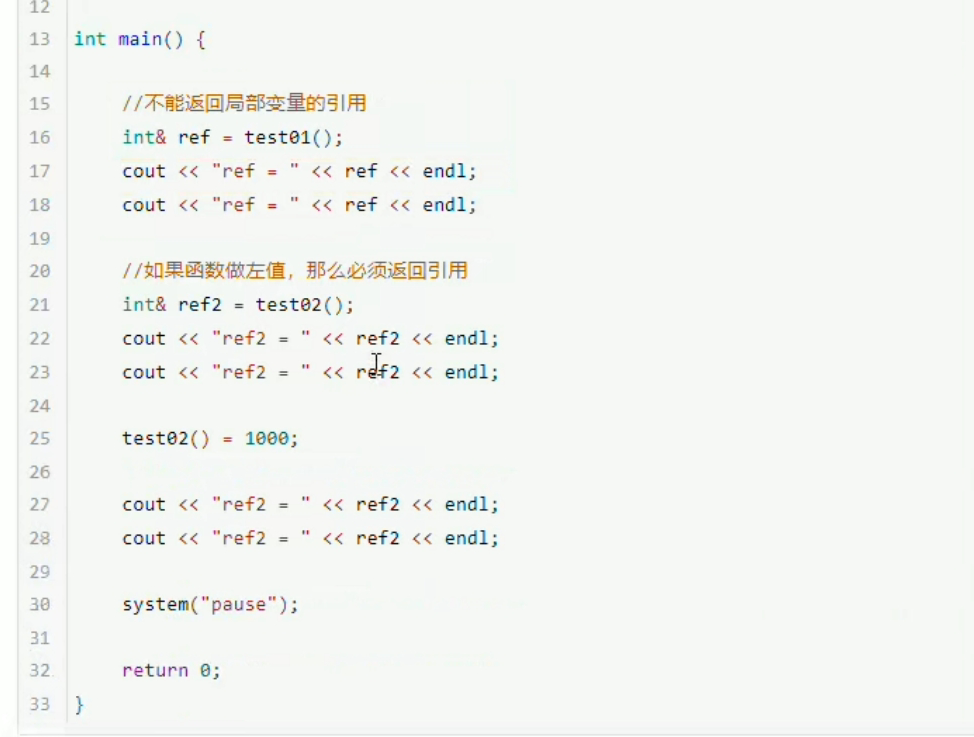 12
13 int main() {
14
15 //不能返回局部变量的引用
16 int& ref = test01();
17 cout << "ref = " << ref << endl;
18 cout << "ref = " << ref << endl;
19
20 //如果函数做左值，那么必须返回引用
21 int& ref2 = test02();
22 cout << "ref2 = " << ref2 << endl;
23 cout << "ref2 = " << ref2 << endl;
24
25 test02() = 1000;
26
27 cout << "ref2 = " << ref2 << endl;
28 cout << "ref2 = " << ref2 << endl;
29
30 system("pause");
31
32 return 0;
33 }